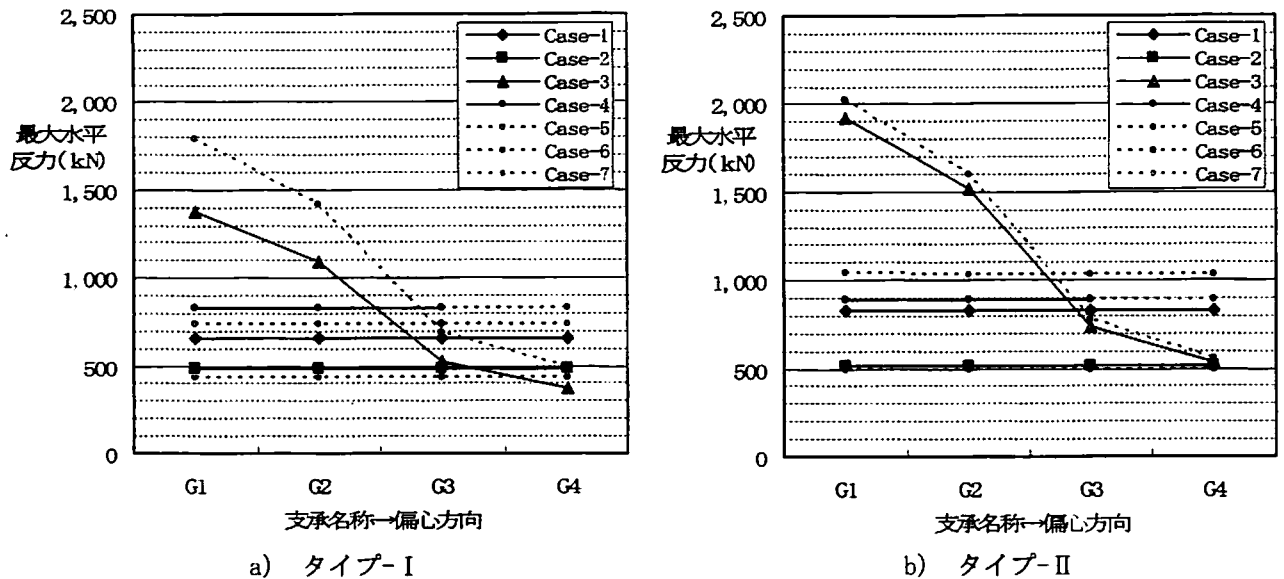 2,500
2,000
最大水平
反力(kN)
1,500
1,000
500
0
Case-1
Case-2
Case-3
Case-4
Case-5
Case-6
Case-7
G1 G2 G3 G4
支承名称→偏心方向
a) タイプ-Ⅰ
2,500
2,000
最大水平
反力(kN)
1,500
1,000
500
0
Case-1
Case-2
Case-3
Case-4
Case-5
Case-6
Case-7
G1 G2 G3 G4
支承名称→偏心方向
b) タイプ-Ⅱ